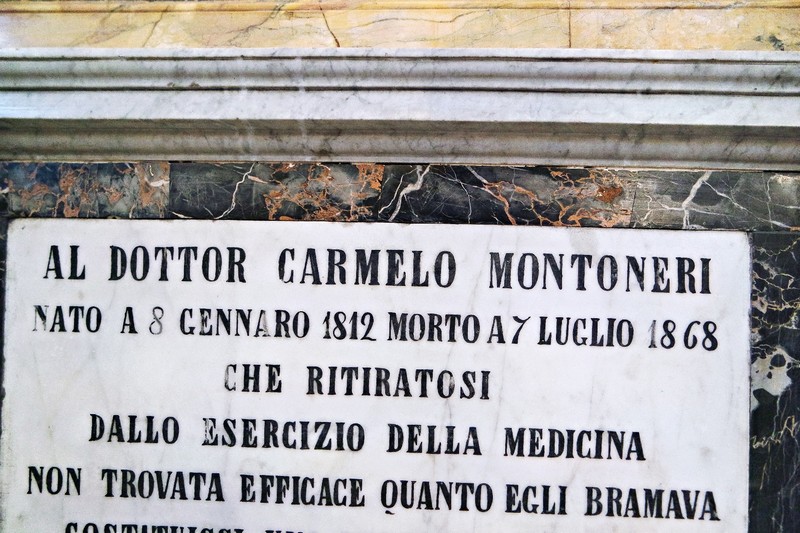 AL DOTTOR CARMELO MONTONERI
NATO A 8 GENNARO 1812 MORTO A 7 LUGLIO 1868
CHE RITIRATOSI
DALLO ESERCIZIO DELLA MEDICINA
NON TROVATA EFFICACE QUANTO EGLI BRAMAVA